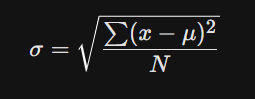 σ = √(∑(x − μ)² / N)